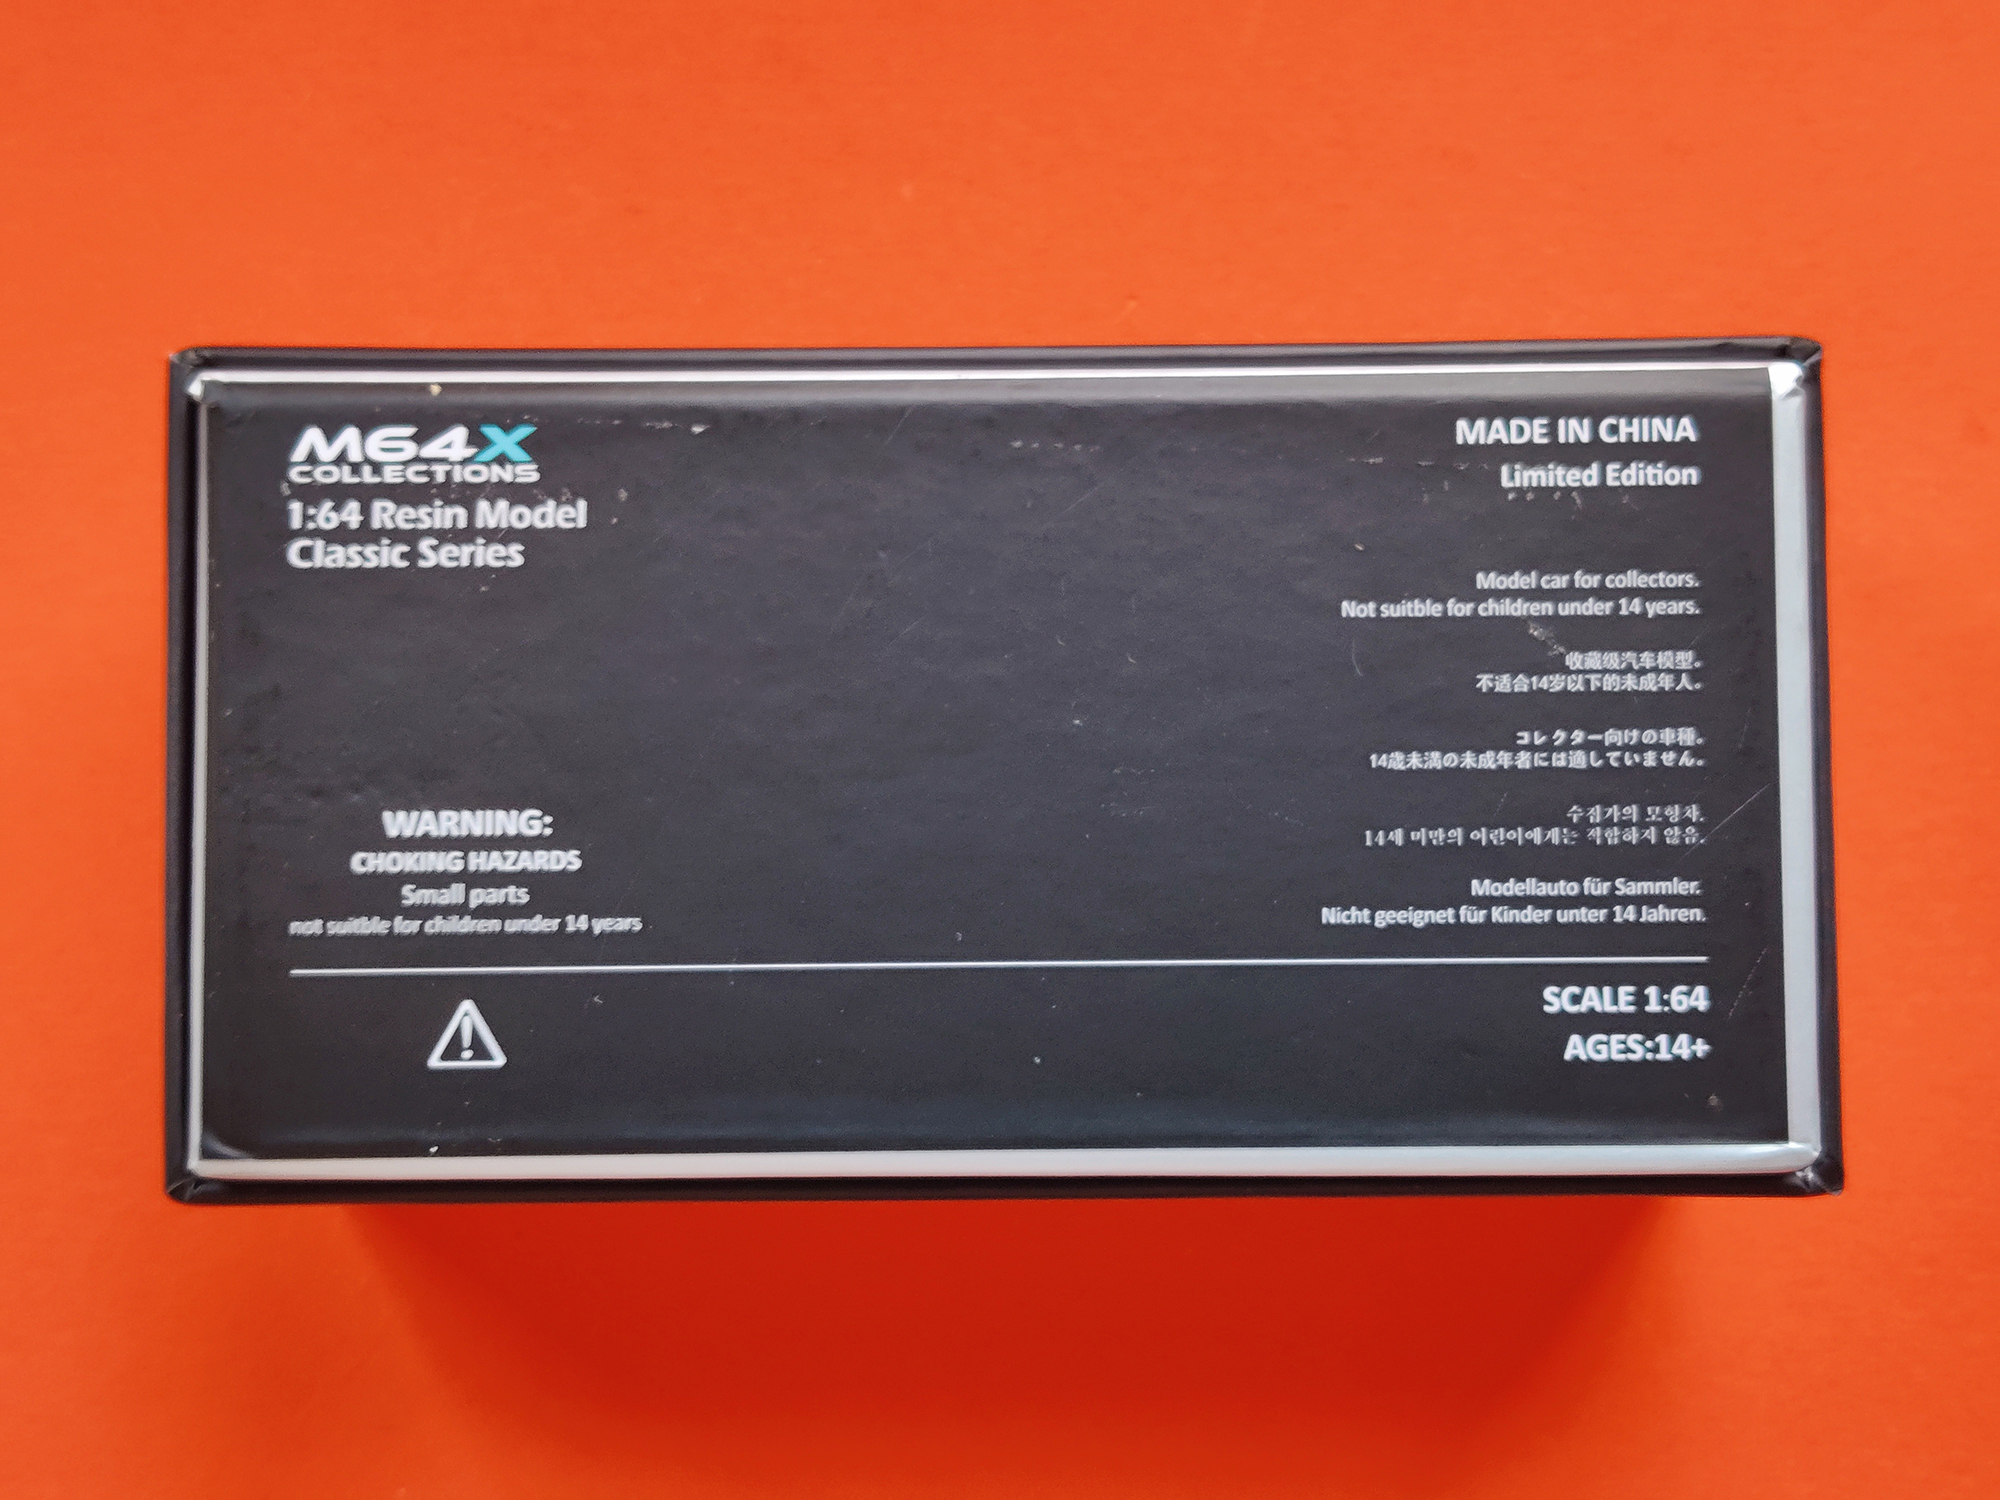 M64X
COLLECTIONS
1:64 Resin Model
Classic Series
MADE IN CHINA
Limited Edition
Model car for collectors.
Not suitble for children under 14 years.
收藏级汽车模型。
不适合14岁以下的未成年人。
コレクター向けの車種。
14歳未満の未成年者には適していません。
수집가의 모형차.
14세 미만의 어린이에게는 적합하지 않음.
Modellauto für Sammler.
Nicht geeignet für Kinder unter 14 Jahren.
WARNING:
CHOKING HAZARDS
Small parts
not suitble for children under 14 years
SCALE 1:64
AGES:14+